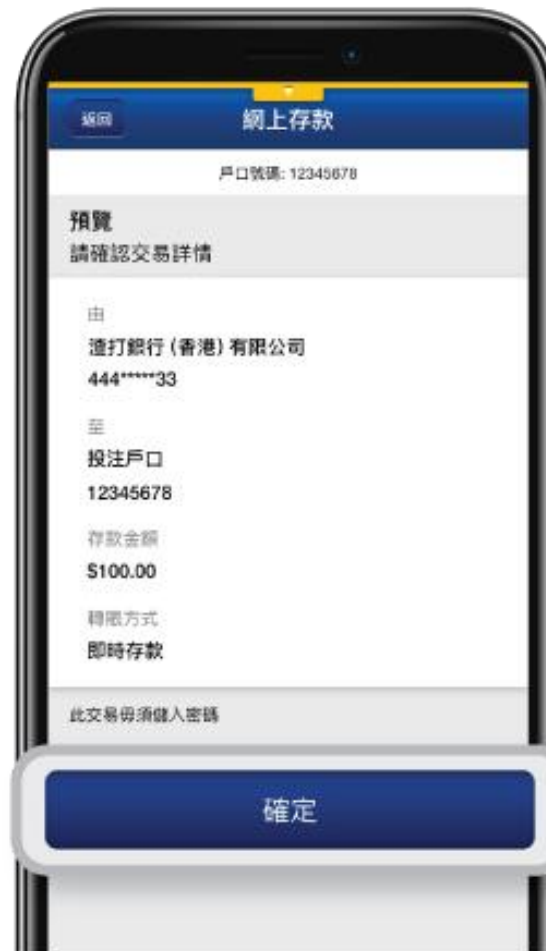 返回
網上存款
戶口號碼: 12345678
預覽
請確認交易詳情
由
渣打銀行 (香港) 有限公司
444*****33
至
投注戶口
12345678
存款金額
$100.00
轉賬方式
即時存款
此交易毋須儲入密碼
確定